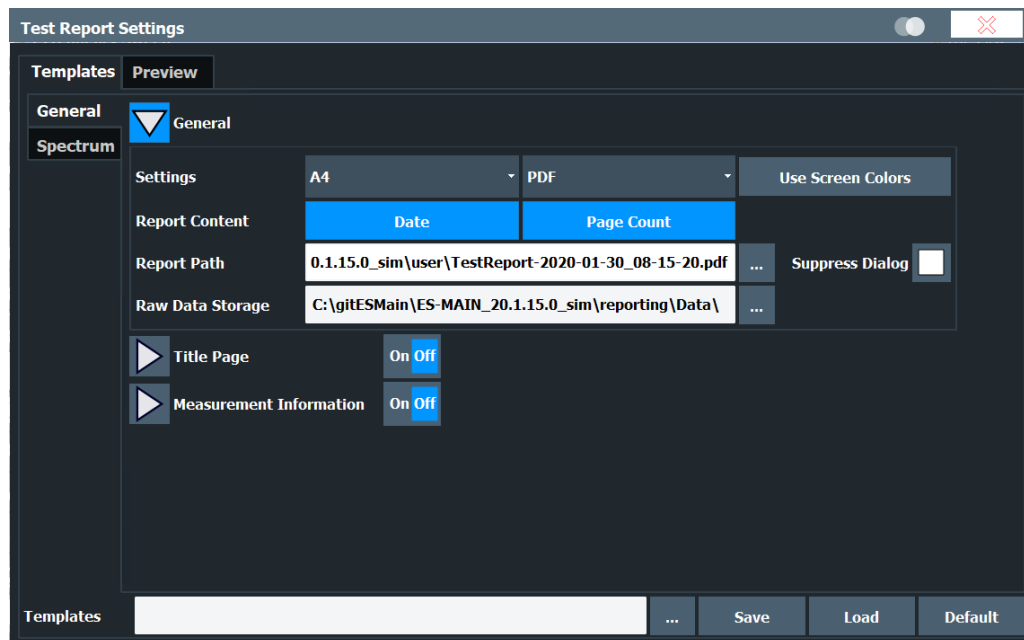 Test Report Settings
Templates Preview
General
Spectrum
General
Settings A4 PDF Use Screen Colors
Report Content Date Page Count
Report Path 0.1.15.0_sim\user\TestReport-2020-01-30_08-15-20.pdf ... Suppress Dialog
Raw Data Storage C:\gitESMain\ES-MAIN_20.1.15.0_sim\reporting\Data\ ...
Title Page On Off
Measurement Information On Off
Templates ... Save Load Default